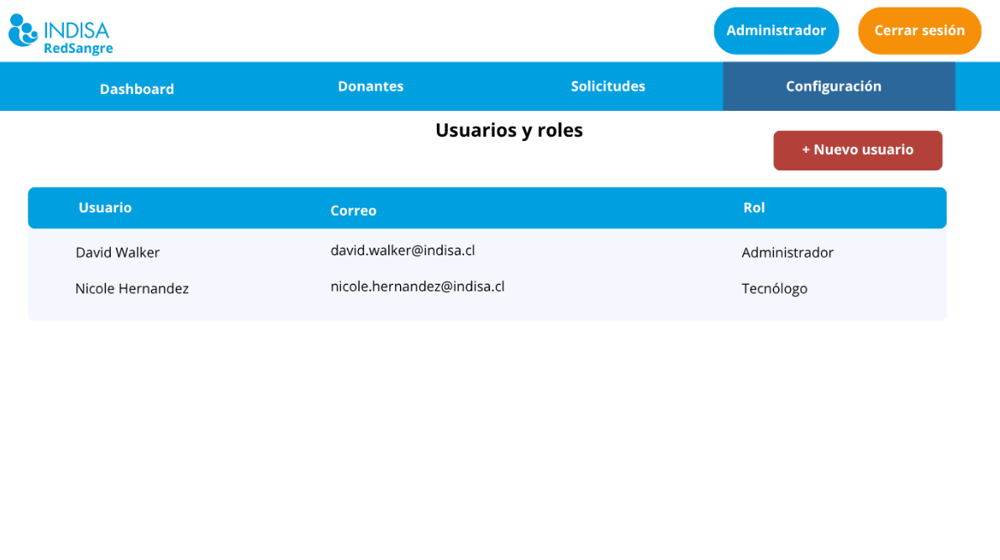 INDISA
RedSangre
Administrador
Cerrar sesión
Dashboard
Donantes
Solicitudes
Configuración
Usuarios y roles
+ Nuevo usuario
Usuario
Correo
Rol
David Walker
david.walker@indisa.cl
Administrador
Nicole Hernandez
nicole.hernandez@indisa.cl
Tecnólogo